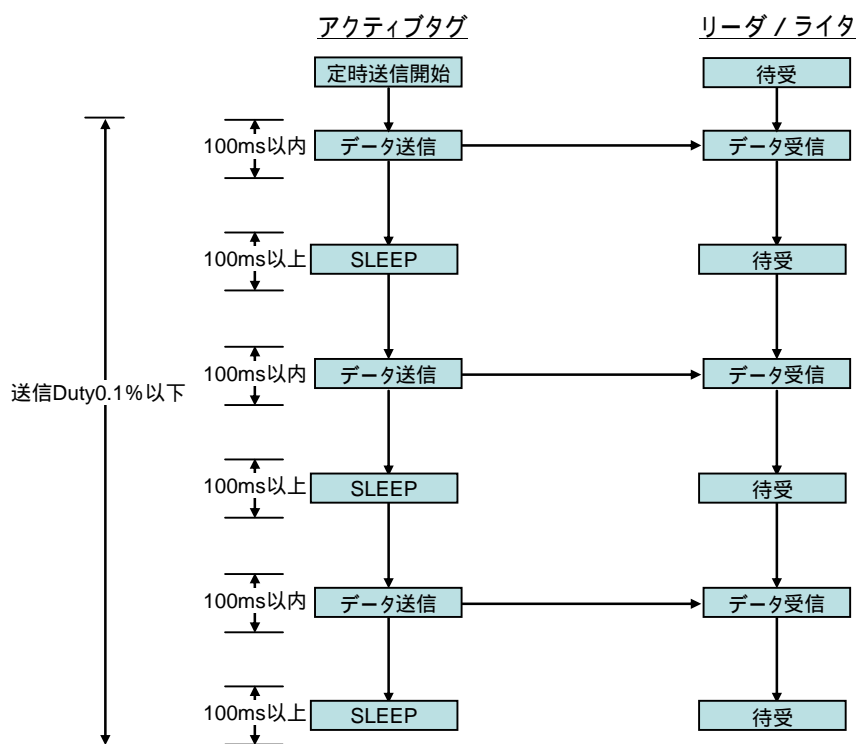 アクティブタグ
リーダ / ライタ
定時送信開始
待受
100ms以内
データ送信
データ受信
100ms以上
SLEEP
待受
100ms以内
データ送信
データ受信
送信Duty0.1%以下
100ms以上
SLEEP
待受
100ms以内
データ送信
データ受信
100ms以上
SLEEP
待受